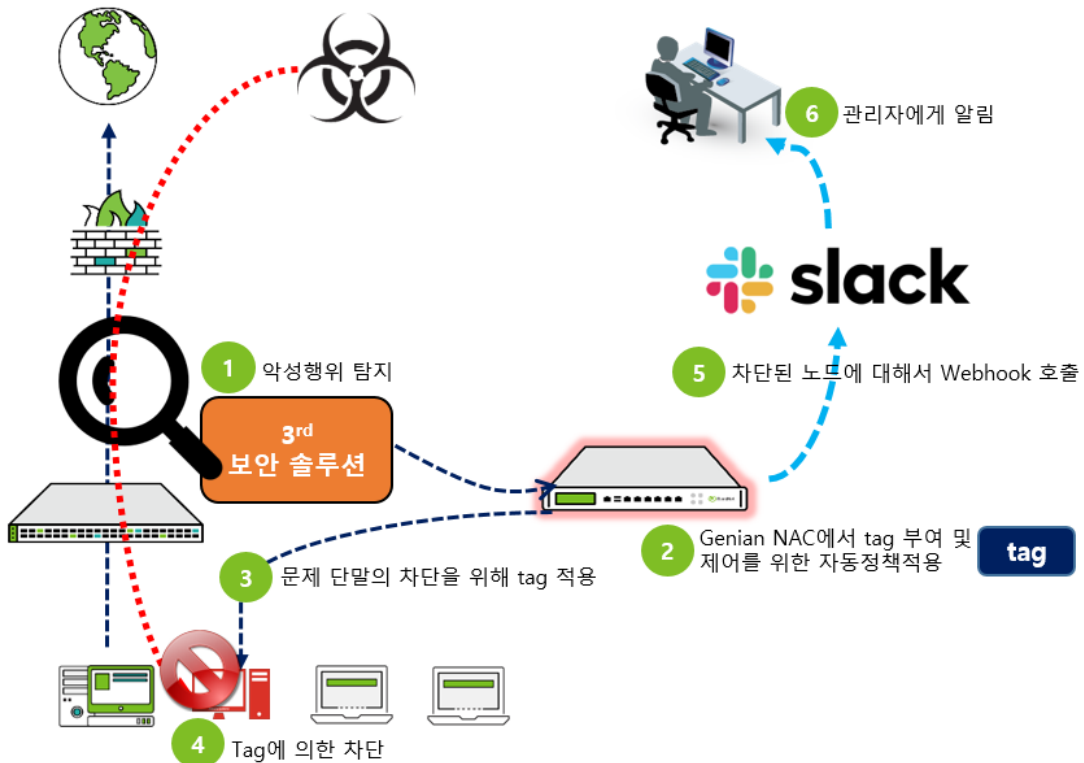 1 악성행위 탐지
3rd
보안 솔루션
2 Genian NAC에서 tag 부여 및
제어를 위한 자동정책적용
tag
3 문제 단말의 차단을 위해 tag 적용
4 Tag에 의한 차단
slack
5 차단된 노드에 대해서 Webhook 호출
6 관리자에게 알림